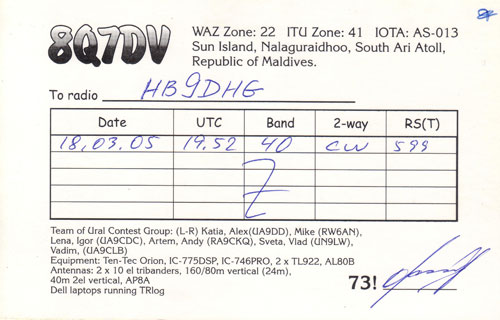 8Q7DV
WAZ Zone: 22 ITU Zone: 41 IOTA: AS-013
Sun Island, Nalaguraidhoo, South Ari Atoll,
Republic of Maldives.
To radio HB9DHG
Date UTC Band 2-way RS(T)
18.03.05 19.52 40 CW 599
Team of Ural Contest Group: (L-R) Katia, Alex(UA9DD), Mike (RW6AN),
Lena, Igor (UA9CDC), Artem, Andy (RA9CKQ), Sveta, Vlad (UN9LW),
Vadim, (UA9CLB)
Equipment: Ten-Tec Orion, IC-775DSP, IC-746PRO, 2 x TL922, AL80B
Antennas: 2 x 10 el tribanders, 160/80m vertical (24m),
40m 2el vertical, AP8A
Dell laptops running TRlog
73!